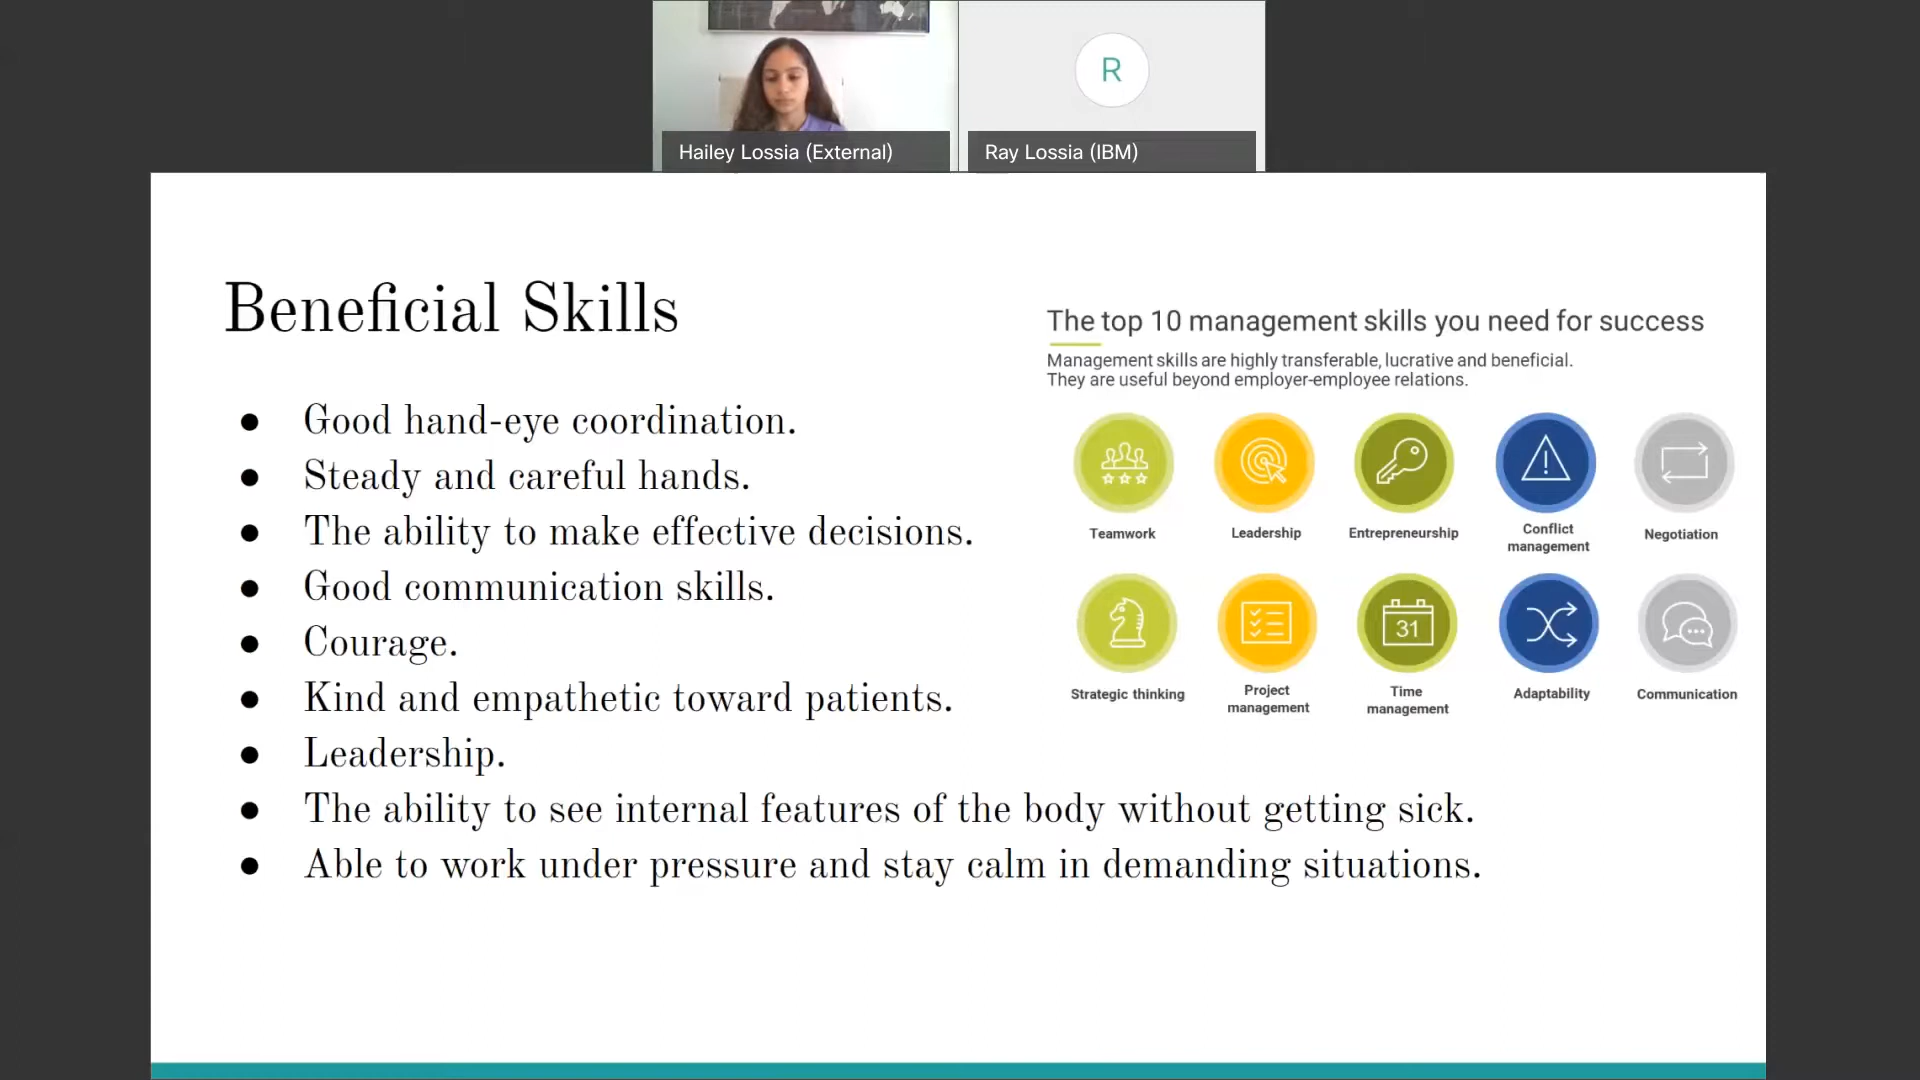 R
Hailey Lossia (External)
Ray Lossia (IBM)
Beneficial Skills
● Good hand-eye coordination.
● Steady and careful hands.
● The ability to make effective decisions.
● Good communication skills.
● Courage.
● Kind and empathetic toward patients.
● Leadership.
● The ability to see internal features of the body without getting sick.
● Able to work under pressure and stay calm in demanding situations.
The top 10 management skills you need for success
Management skills are highly transferable, lucrative and beneficial.
They are useful beyond employer-employee relations.
Teamwork
Leadership
Entrepreneurship
Conflict
management
Negotiation
31
Strategic thinking
Project
management
Time
management
Adaptability
Communication